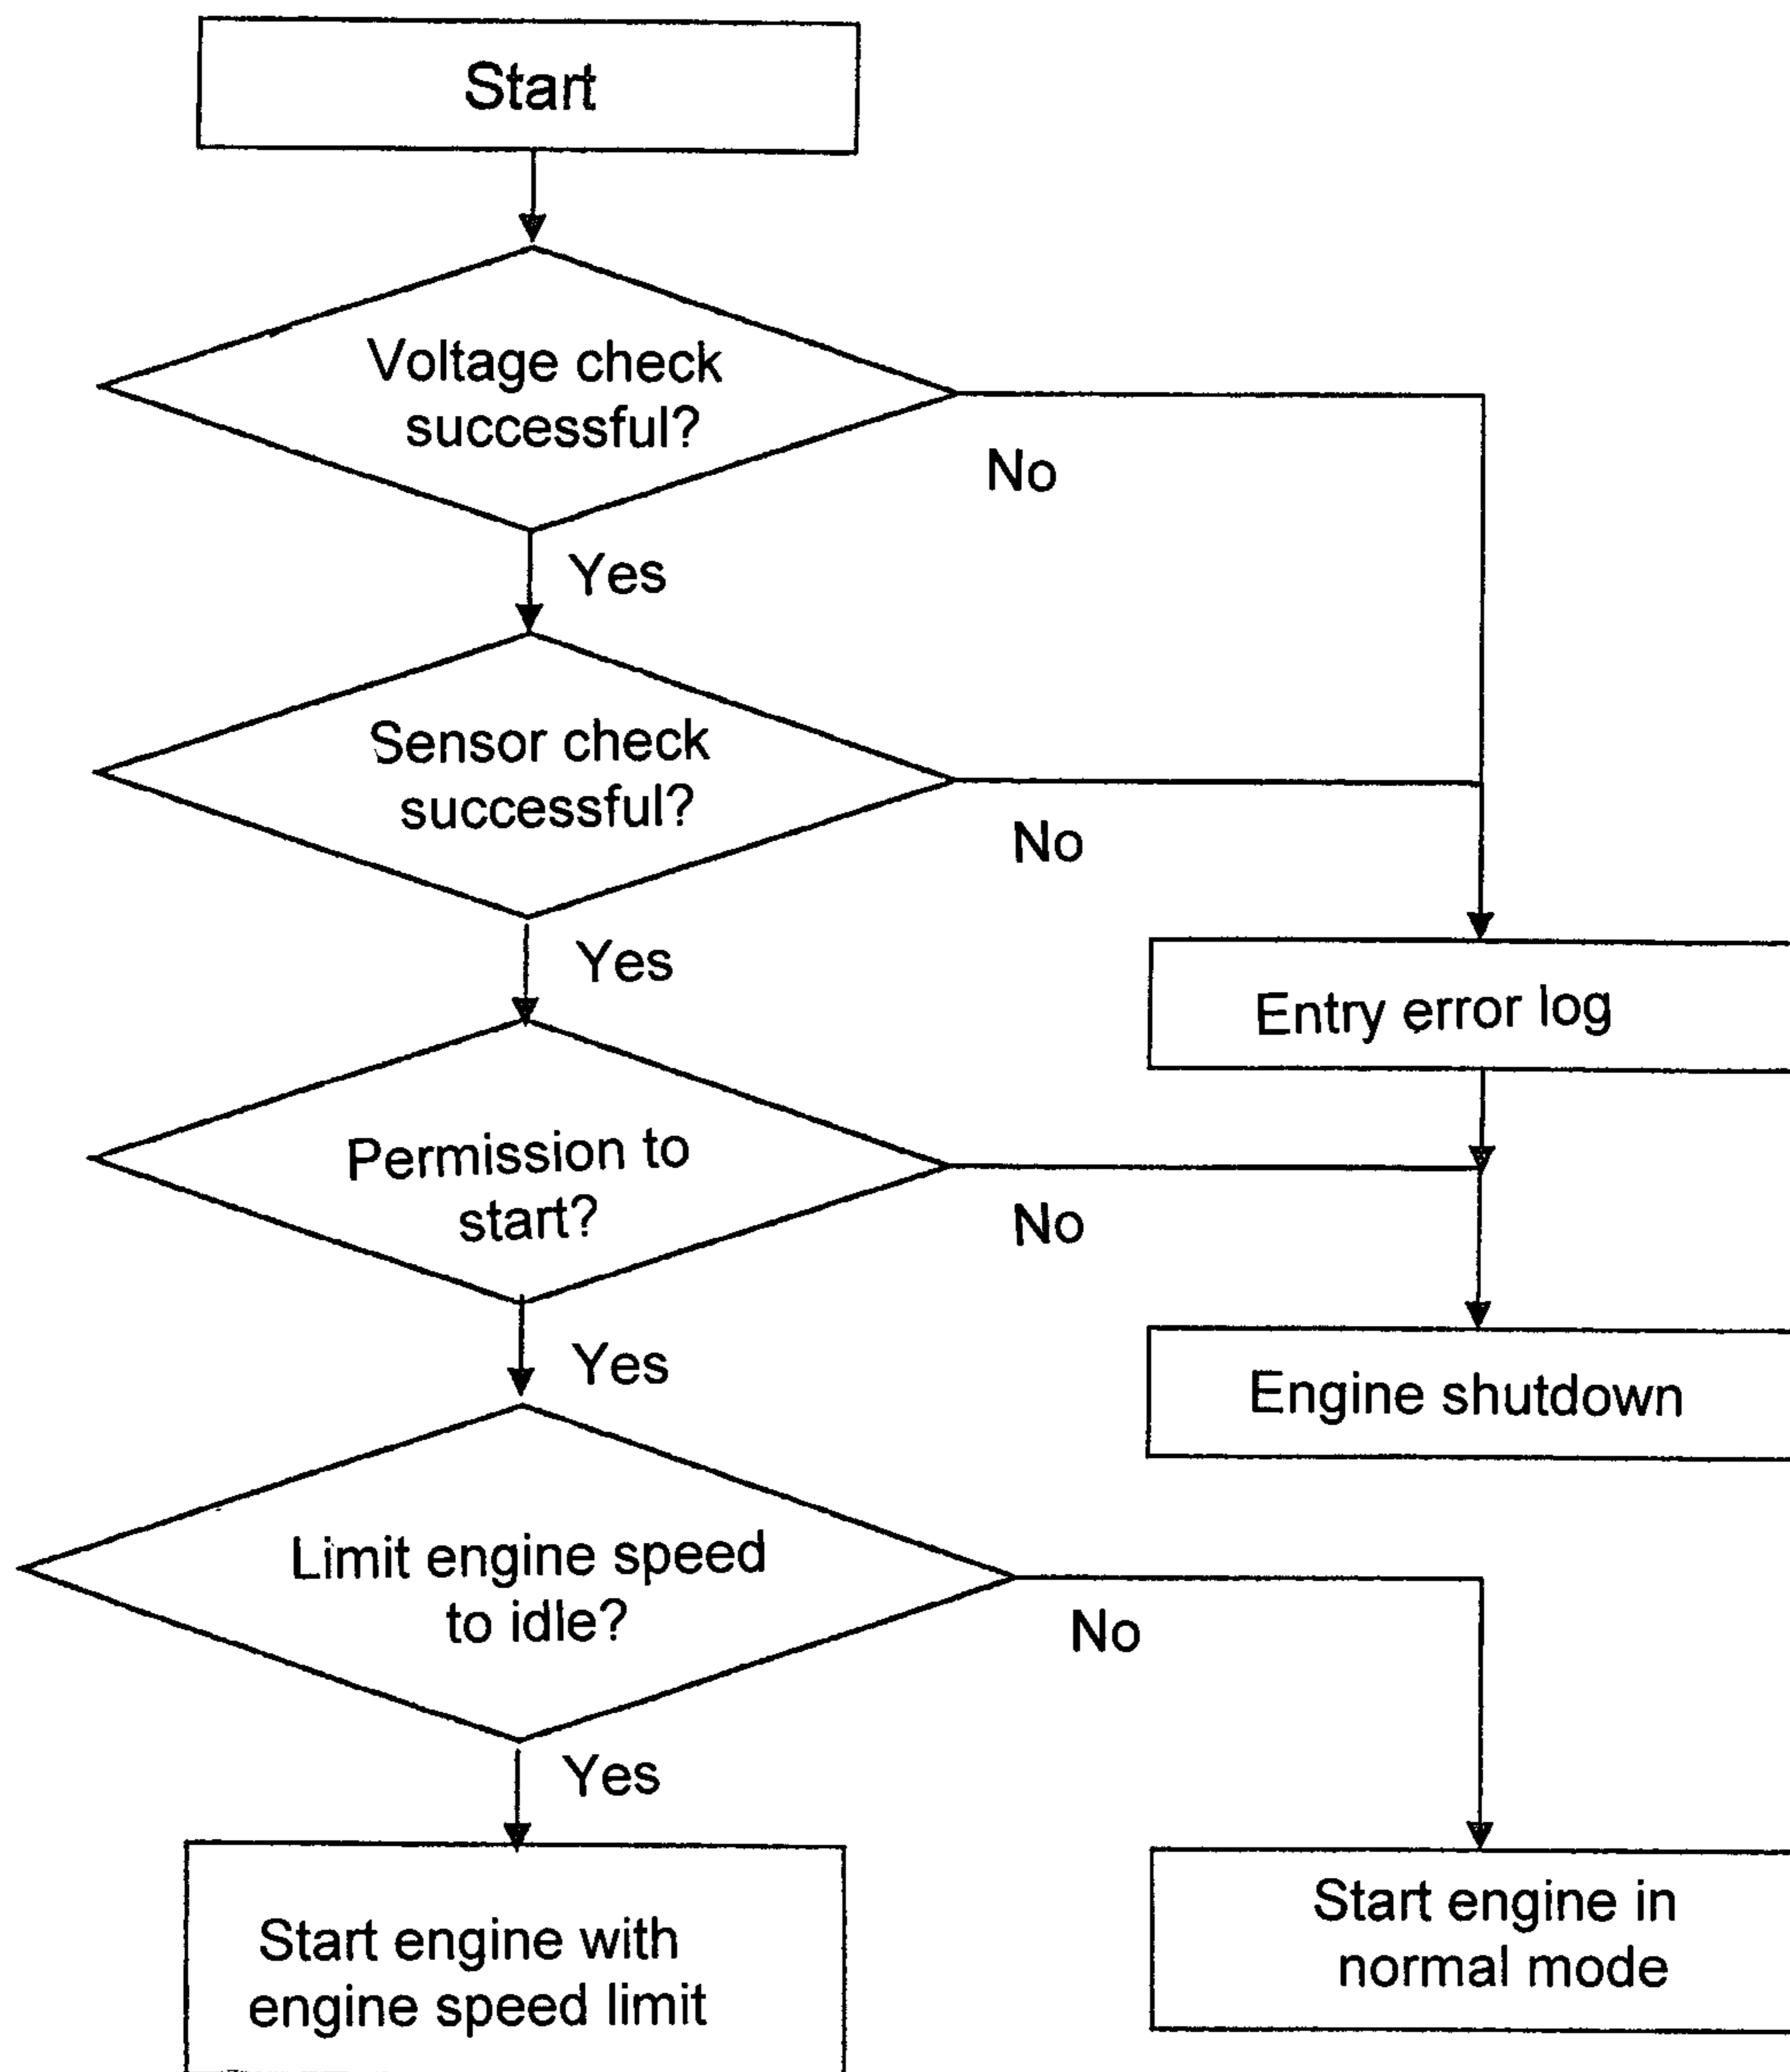 Start
Voltage check
successful?
No
Yes
Sensor check
successful?
No
Yes
Entry error log
Permission to
start?
No
Yes
Engine shutdown
Limit engine speed
to idle?
No
Yes
Start engine with
engine speed limit
Start engine in
normal mode